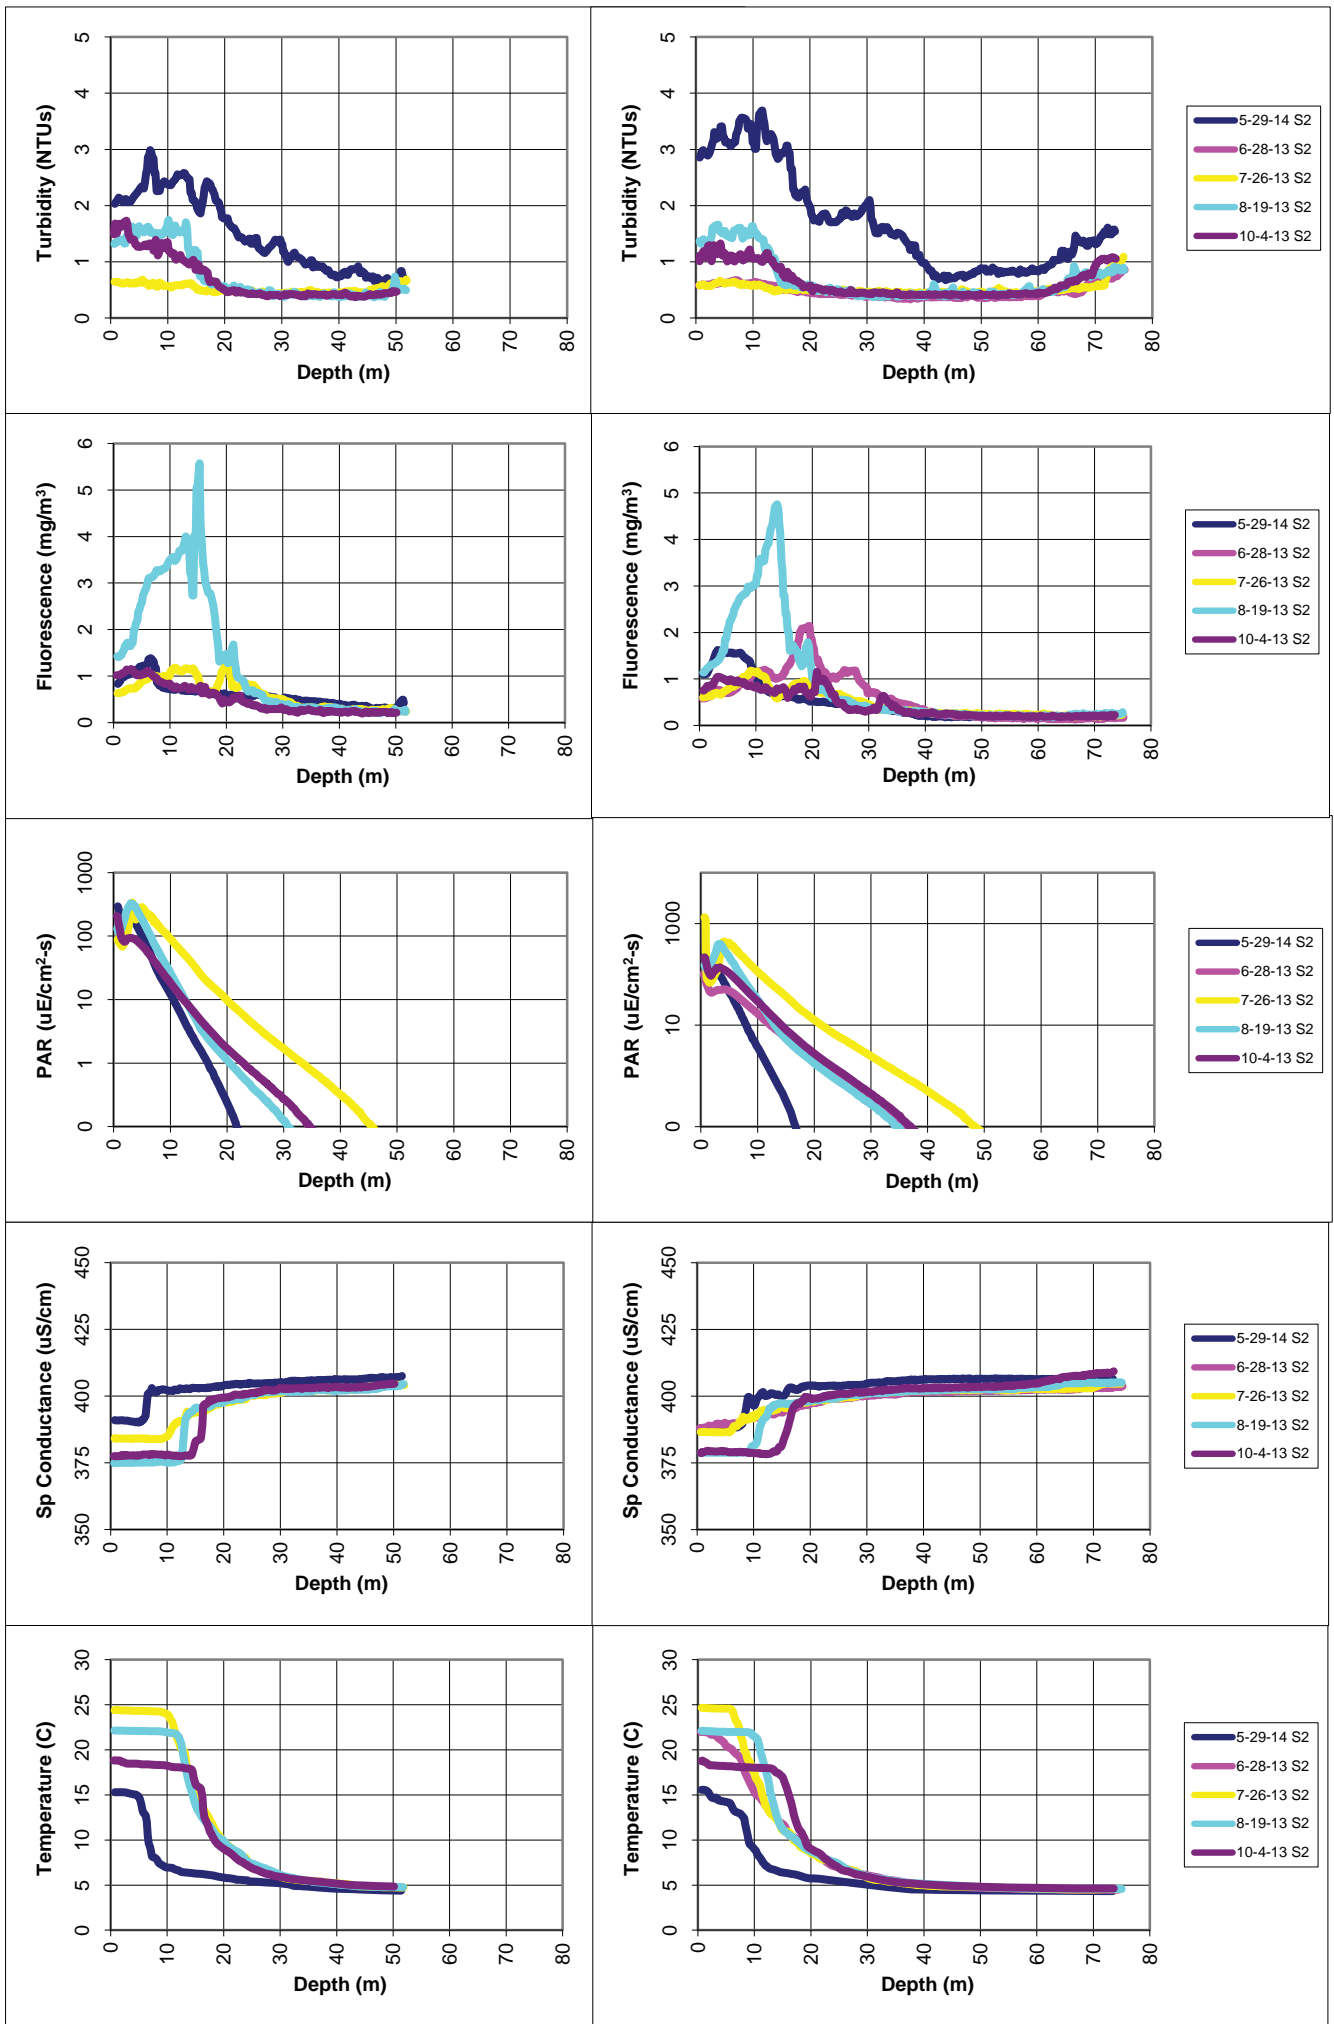 Turbidity (NTUs)
5
4
3
2
1
0
0 10 20 30 40 50 60 70 80
Depth (m)
Turbidity (NTUs)
5
4
3
2
1
0
0 10 20 30 40 50 60 70 80
Depth (m)
5-29-14 S2
6-28-13 S2
7-26-13 S2
8-19-13 S2
10-4-13 S2
Fluorescence (mg/m³)
6
5
4
3
2
1
0
0 10 20 30 40 50 60 70 80
Depth (m)
Fluorescence (mg/m³)
6
5
4
3
2
1
0
0 10 20 30 40 50 60 70 80
Depth (m)
5-29-14 S2
6-28-13 S2
7-26-13 S2
8-19-13 S2
10-4-13 S2
PAR (uE/cm²-s)
1000
100
10
1
0
0 10 20 30 40 50 60 70 80
Depth (m)
PAR (uE/cm²-s)
1000
10
0
0 10 20 30 40 50 60 70 80
Depth (m)
5-29-14 S2
6-28-13 S2
7-26-13 S2
8-19-13 S2
10-4-13 S2
Sp Conductance (uS/cm)
450
425
400
375
350
0 10 20 30 40 50 60 70 80
Depth (m)
Sp Conductance (uS/cm)
450
425
400
375
350
0 10 20 30 40 50 60 70 80
Depth (m)
5-29-14 S2
6-28-13 S2
7-26-13 S2
8-19-13 S2
10-4-13 S2
Temperature (C)
30
25
20
15
10
5
0
0 10 20 30 40 50 60 70 80
Depth (m)
Temperature (C)
30
25
20
15
10
5
0
0 10 20 30 40 50 60 70 80
Depth (m)
5-29-14 S2
6-28-13 S2
7-26-13 S2
8-19-13 S2
10-4-13 S2